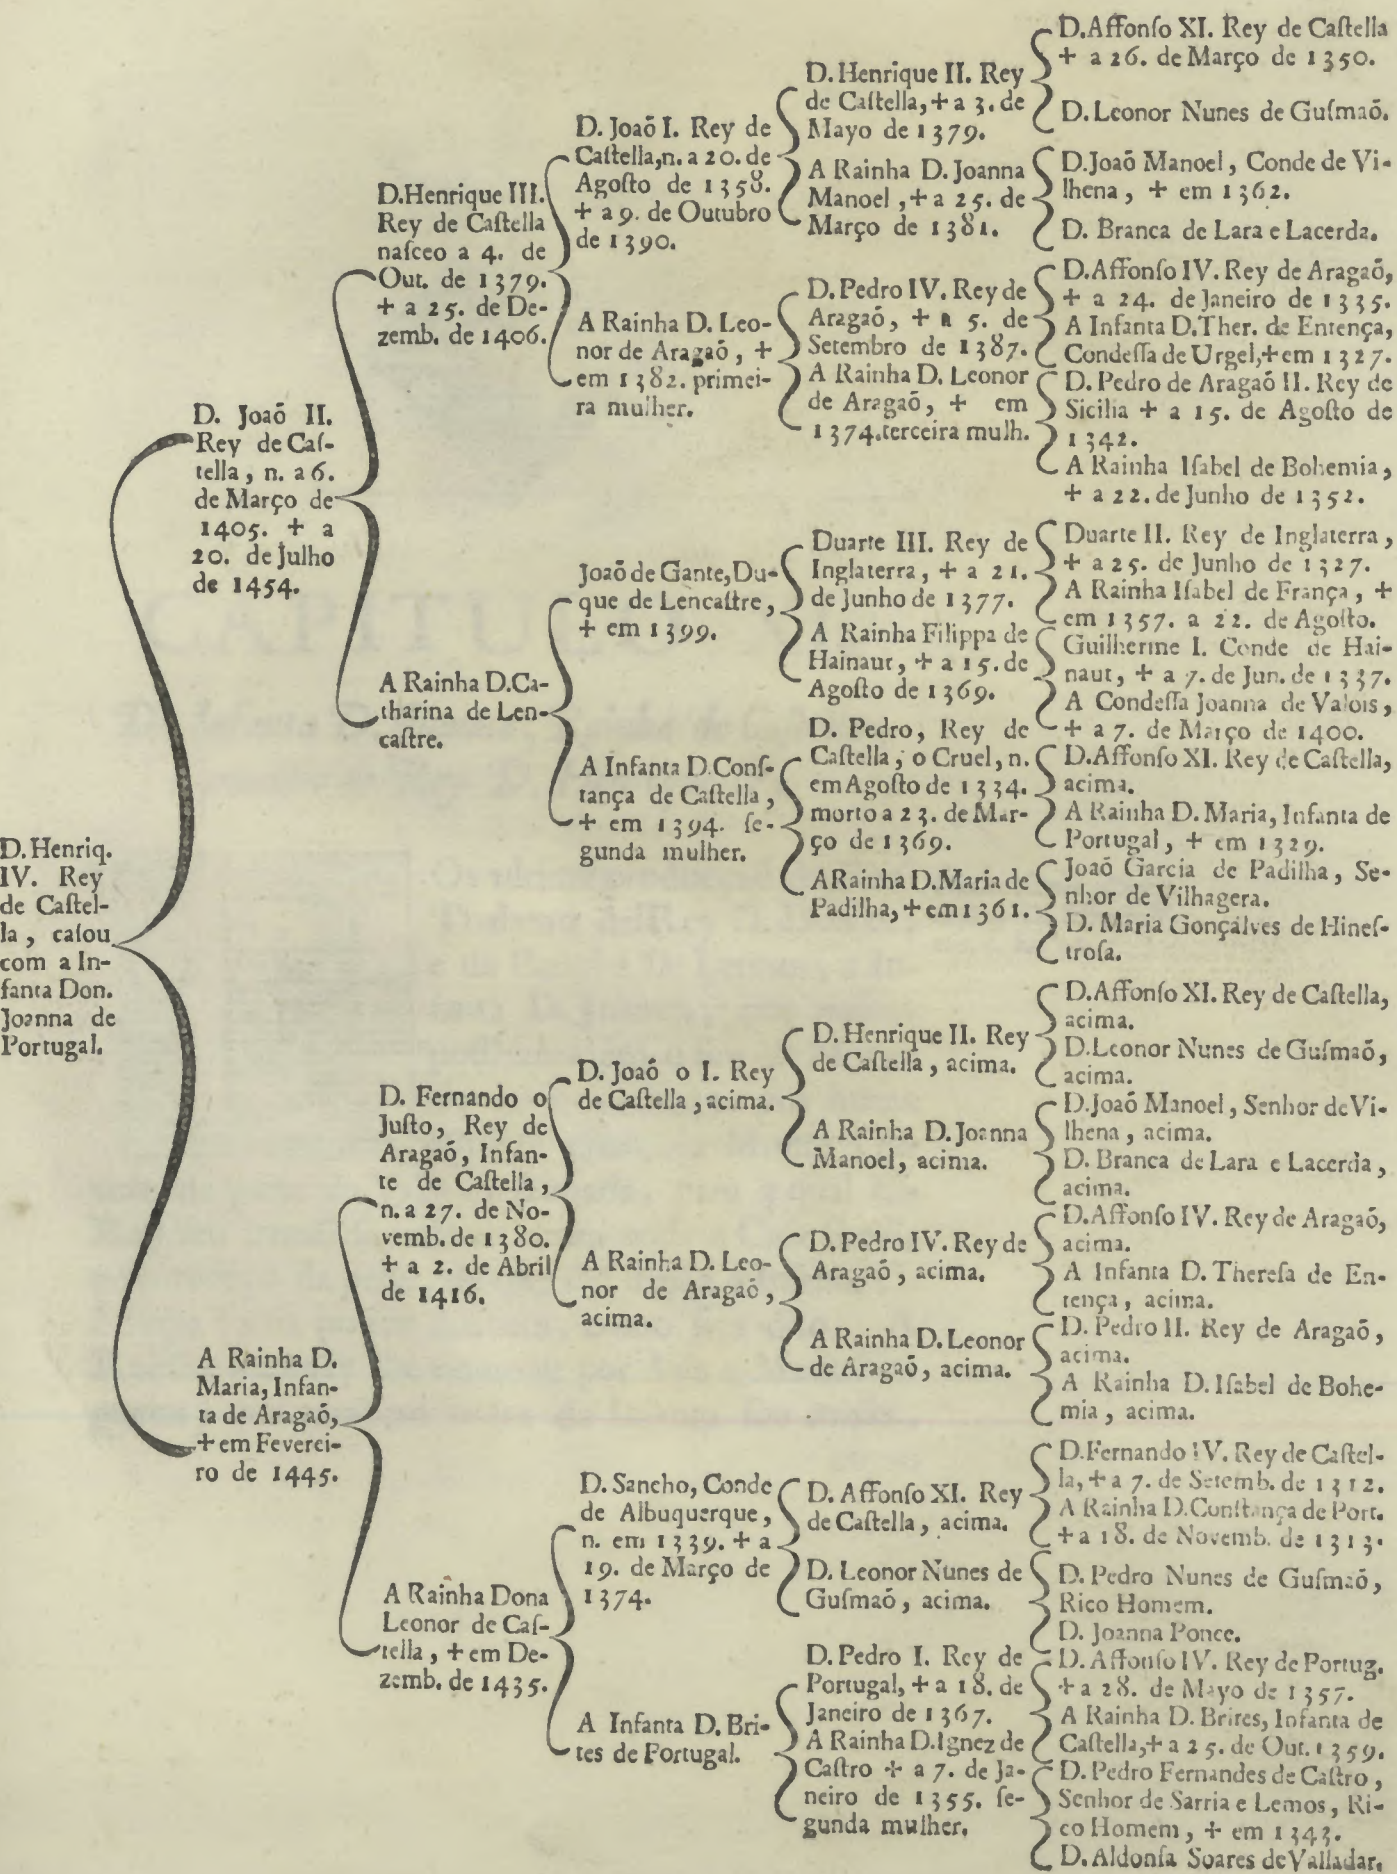 D. Henriq.
IV. Rey
de Caſtel-
la, caſou
com a In-
fanta Don.
Joanna de
Portugal.
D. Joaõ II.
Rey de Caſ-
tella, n. a 6.
de Março de
1405. + a
20. de Julho
de 1454.
A Rainha D.
Maria, Infan-
ta de Aragaõ,
+ em Feverei-
ro de 1445.
D. Henrique III.
Rey de Caſtella
naſceo a 4. de
Out. de 1379.
+ a 25. de De-
zemb. de 1406.
A Rainha D. Ca-
tharina de Len-
caſtre.
D. Fernando o
Juſto, Rey de
Aragaõ, Infan-
te de Caſtella,
n. a 27. de No-
vemb. de 1380.
+ a 2. de Abril
de 1416.
A Rainha Dona
Leonor de Caſ-
tella, + em De-
zemb. de 1435.
D. Joaõ I. Rey de
Caſtella, n. a 20. de
Agoſto de 1358.
+ a 9. de Outubro
de 1390.
A Rainha D. Leo-
nor de Aragaõ, +
em 1382. primei-
ra mulher.
Joaõ de Gante, Du-
que de Lencaſtre,
+ em 1399.
A Infanta D. Conſ-
tança de Caſtella,
+ em 1394. ſe-
gunda mulher.
D. Joaõ o I. Rey
de Caſtella, acima.
A Rainha D. Leo-
nor de Aragaõ,
acima.
D. Sancho, Conde
de Albuquerque,
n. em 1339. + a
19. de Março de
1374.
A Infanta D. Bri-
tes de Portugal.
D. Henrique II. Rey
de Caſtella, + a 3. de
Mayo de 1379.
A Rainha D. Joanna
Manoel, + a 25. de
Março de 1381.
D. Pedro IV. Rey de
Aragaõ, + a 5. de
Setembro de 1387.
A Rainha D. Leonor
de Aragaõ, + em
1374. terceira mulh.
Duarte III. Rey de
Inglaterra, + a 21.
de Junho de 1377.
A Rainha Filippa de
Hainaut, + a 15. de
Agoſto de 1369.
D. Pedro, Rey de
Caſtella, o Cruel, n.
em Agoſto de 1334.
morto a 23. de Mar-
ço de 1369.
A Rainha D. Maria de
Padilha, + em 1361.
D. Henrique II. Rey
de Caſtella, acima.
A Rainha D. Joanna
Manoel, acima.
D. Pedro IV. Rey de
Aragaõ, acima.
A Rainha D. Leonor
de Aragaõ, acima.
D. Affonſo XI. Rey
de Caſtella, acima.
D. Leonor Nunes de
Guſmaõ, acima.
D. Pedro I. Rey de
Portugal, + a 18. de
Janeiro de 1367.
A Rainha D. Ignez de
Caſtro + a 7. de Ja-
neiro de 1355. ſe-
gunda mulher.
D. Affonſo XI. Rey de Caſtella
+ a 26. de Março de 1350.
D. Leonor Nunes de Guſmaõ.
D. Joaõ Manoel, Conde de Vi-
lhena, + em 1362.
D. Branca de Lara e Lacerda.
D. Affonſo IV. Rey de Aragaõ,
+ a 24. de Janeiro de 1335.
A Infanta D. Ther. de Entença,
Condeſſa de Urgel, + em 1327.
D. Pedro de Aragaõ II. Rey de
Sicilia + a 15. de Agoſto de
1342.
A Rainha Iſabel de Bohemia,
+ a 22. de Junho de 1352.
Duarte II. Rey de Inglaterra,
+ a 25. de Junho de 1327.
A Rainha Iſabel de França, +
em 1357. a 22. de Agoſto.
Guilherme I. Conde de Hai-
naut, + a 7. de Jun. de 1337.
A Condeſſa Joanna de Valois,
+ a 7. de Março de 1400.
D. Affonſo XI. Rey de Caſtella,
acima.
A Rainha D. Maria, Infanta de
Portugal, + em 1329.
Joaõ Garcia de Padilha, Se-
nhor de Vilhagera.
D. Maria Gonçalves de Hineſ-
troſa.
D. Affonſo XI. Rey de Caſtella,
acima.
D. Leonor Nunes de Guſmaõ,
acima.
D. Joaõ Manoel, Senhor de Vi-
lhena, acima.
D. Branca de Lara e Lacerda,
acima.
D. Affonſo IV. Rey de Aragaõ,
acima.
A Infanta D. Thereſa de En-
tença, acima.
D. Pedro II. Rey de Aragaõ,
acima.
A Rainha D. Iſabel de Bohe-
mia, acima.
D. Fernando IV. Rey de Caſtel-
la, + a 7. de Setemb. de 1312.
A Rainha D. Conſtança de Port.
+ a 18. de Novemb. de 1313.
D. Pedro Nunes de Guſmaõ,
Rico Homem.
D. Joanna Ponce.
D. Affonſo IV. Rey de Portug.
+ a 28. de Mayo de 1357.
A Rainha D. Brites, Infanta de
Caſtella, + a 25. de Out. 1359.
D. Pedro Fernandes de Caſtro,
Senhor de Sarria e Lemos, Ri-
co Homem, + em 1343.
D. Aldonſa Soares de Valladar.